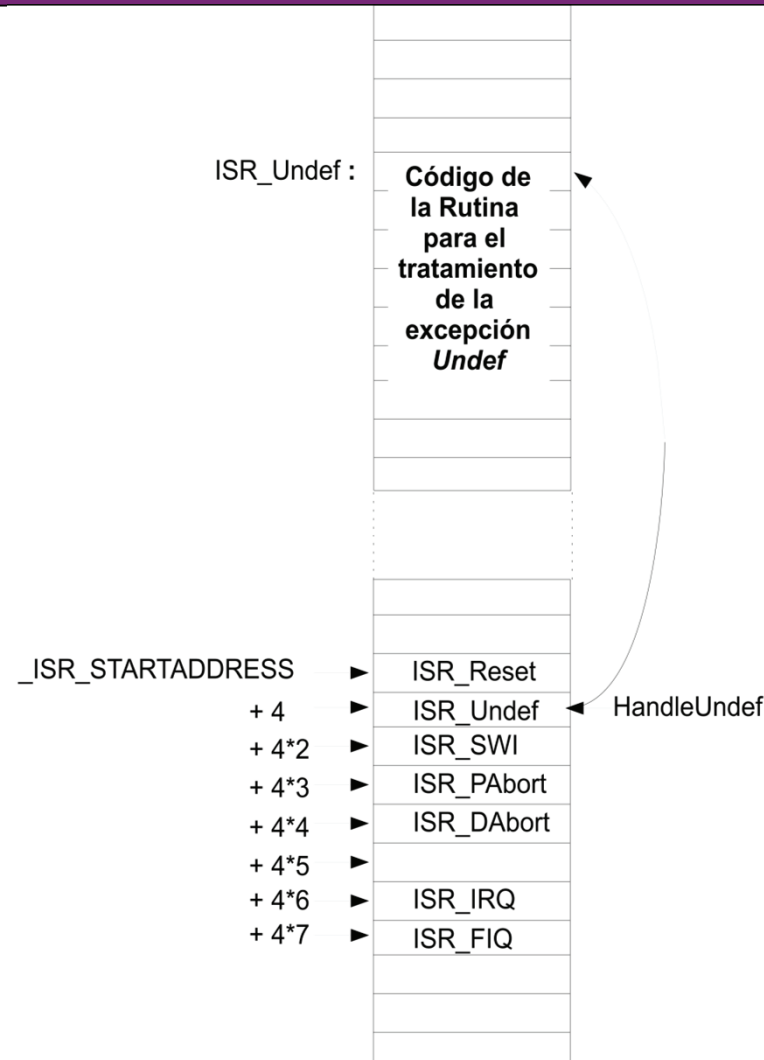 ISR_Undef :
Código de
la Rutina
para el
tratamiento
de la
excepción
Undef
_ISR_STARTADDRESS ISR_Reset
+ 4 ISR_Undef HandleUndef
+ 4*2 ISR_SWI
+ 4*3 ISR_PAbort
+ 4*4 ISR_DAbort
+ 4*5
+ 4*6 ISR_IRQ
+ 4*7 ISR_FIQ